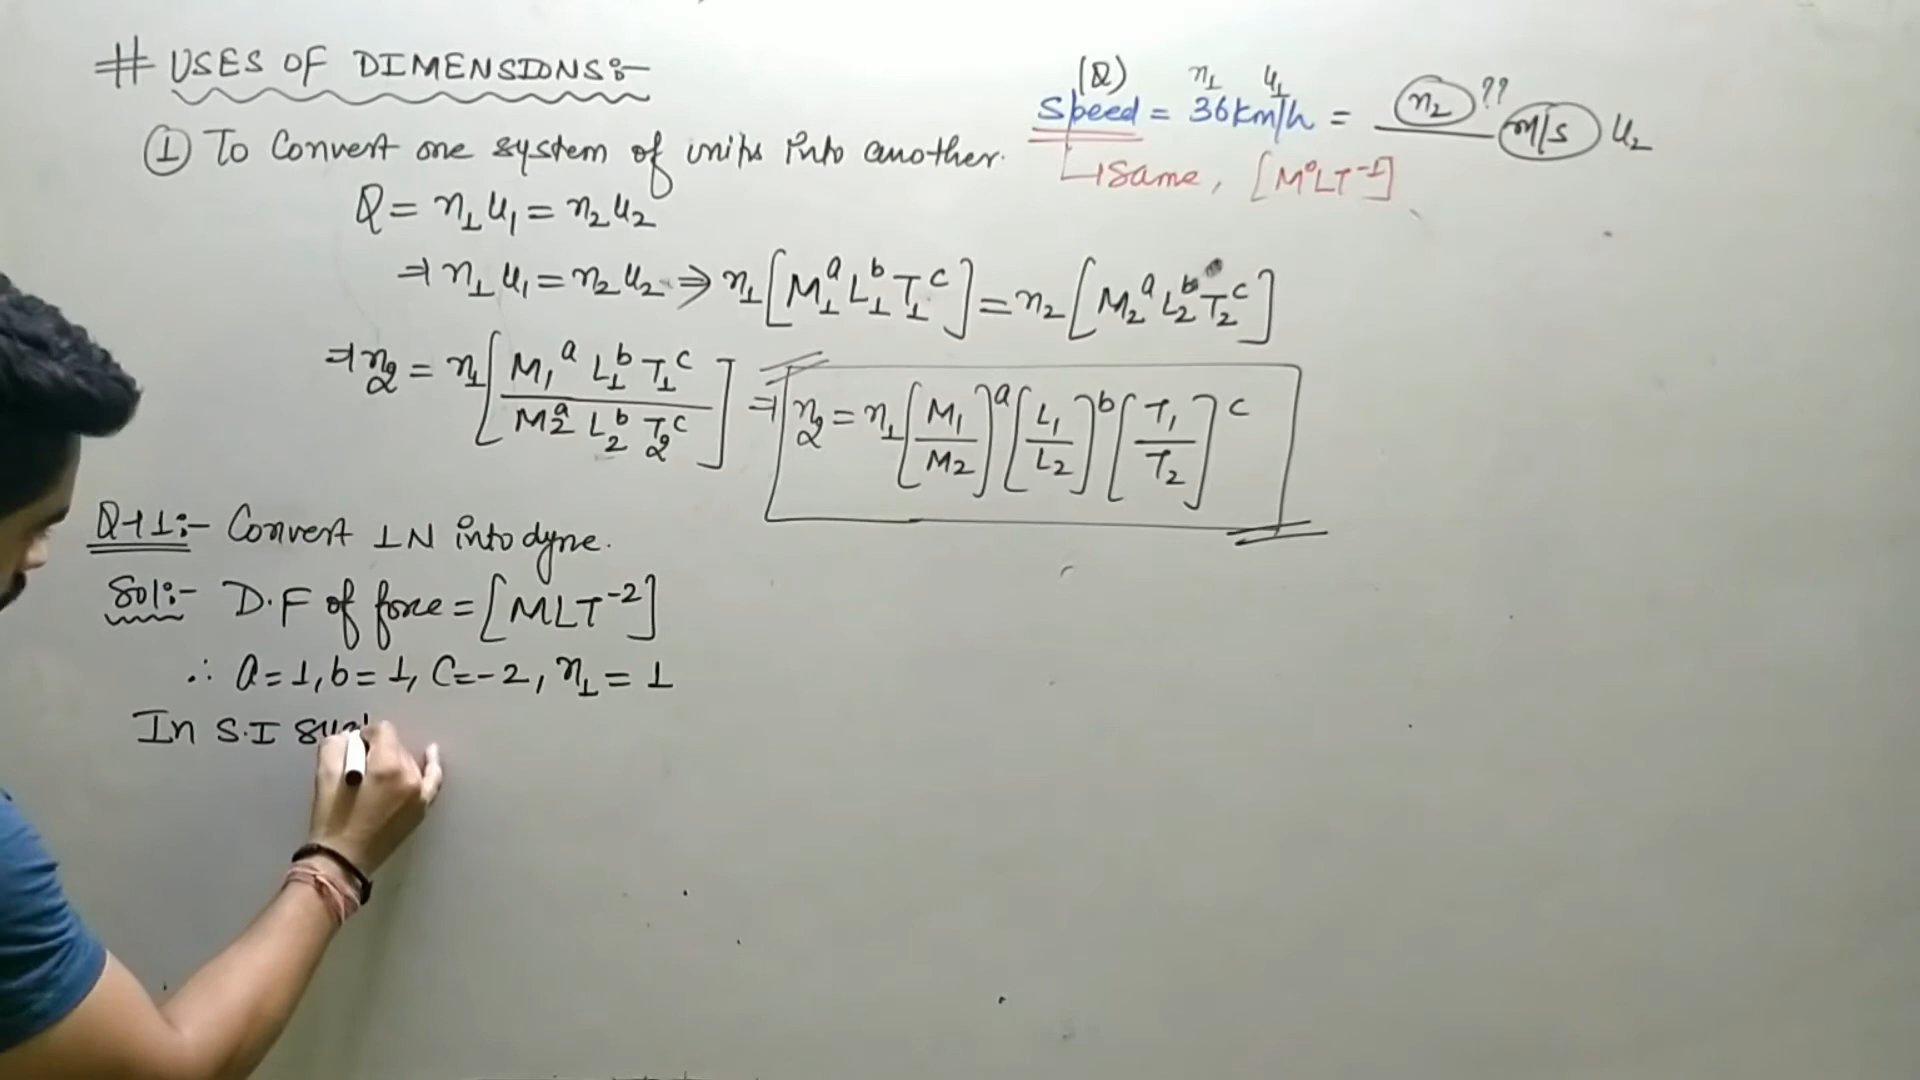 # USES OF DIMENSIONS:-
① To Convert one system of units into another.
Q = n₁u₁ = n₂u₂
⇒ n₁u₁ = n₂u₂ ⇒ n₁[M₁ᵃ L₁ᵇ T₁ᶜ] = n₂[M₂ᵃ L₂ᵇ T₂ᶜ]
⇒ n₂ = n₁[M₁ᵃ L₁ᵇ T₁ᶜ / M₂ᵃ L₂ᵇ T₂ᶜ] ⇒ n₂ = n₁[M₁/M₂]ᵃ[L₁/L₂]ᵇ[T₁/T₂]ᶜ
(Q) n₁ u₁
Speed = 36km/h = n₂ ?? m/s u₂
↳ Same, [M⁰LT⁻¹]
Q-1:- Convert 1N into dyne.
Sol:- D.F of force = [MLT⁻²]
∴ a=1, b=1, c=-2, n₁=1
In S.I